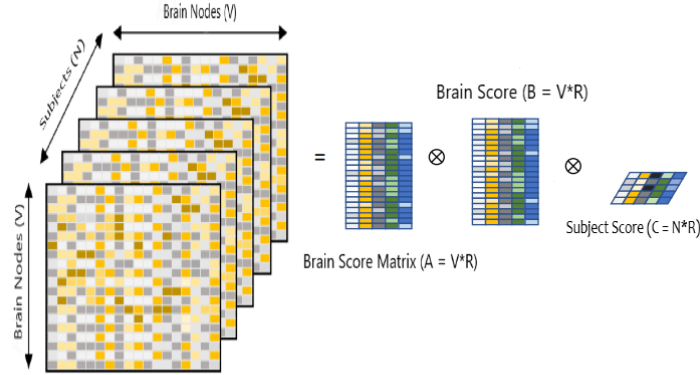 Brain Nodes (V)
Subjects (N)
Brain Nodes (V)
=
Brain Score Matrix (A = V*R)
⊗
Brain Score (B = V*R)
⊗
Subject Score (C = N*R)